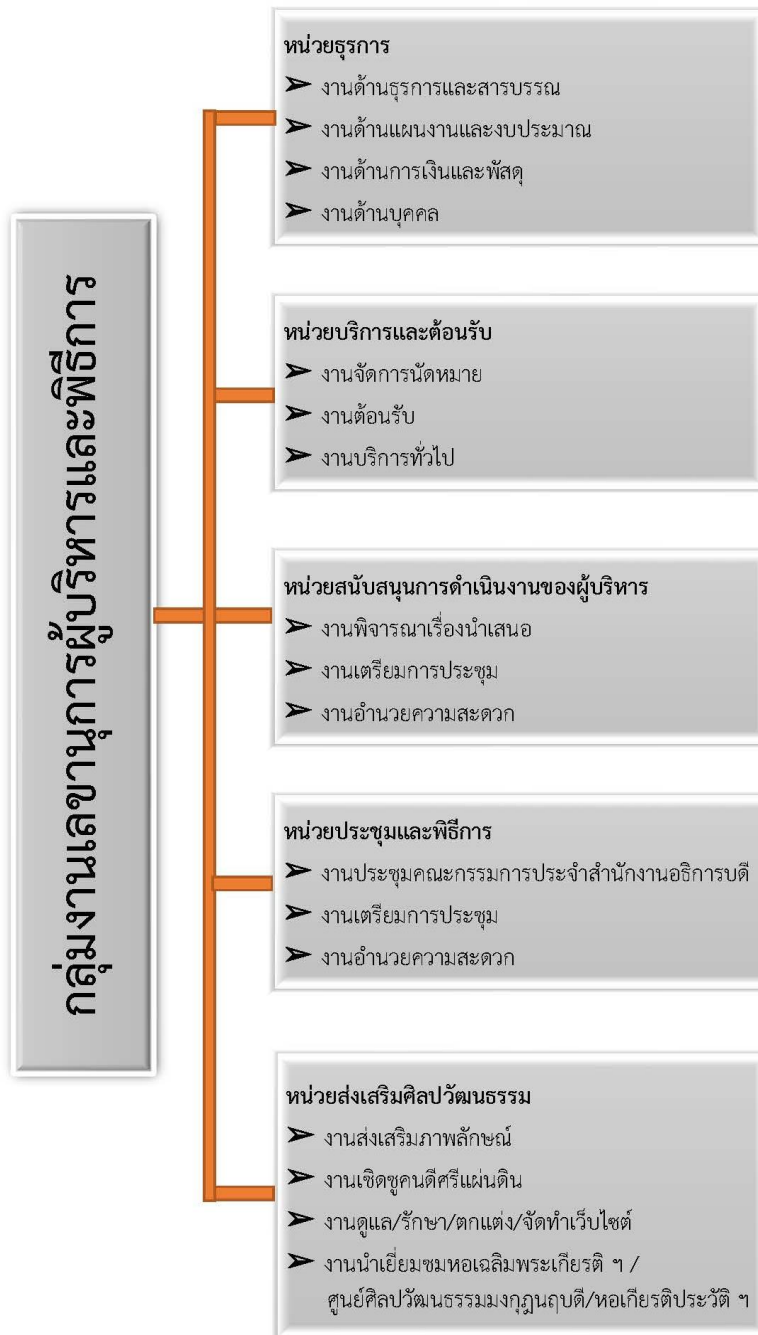 กลุ่มงานเลขานุการผู้บริหารและพิธีการ
หน่วยธุรการ
➢ งานด้านธุรการและสารบรรณ
➢ งานด้านแผนงานและงบประมาณ
➢ งานด้านการเงินและพัสดุ
➢ งานด้านบุคคล
หน่วยบริการและต้อนรับ
➢ งานจัดการนัดหมาย
➢ งานต้อนรับ
➢ งานบริการทั่วไป
หน่วยสนับสนุนการดำเนินงานของผู้บริหาร
➢ งานพิจารณาเรื่องนำเสนอ
➢ งานเตรียมการประชุม
➢ งานอำนวยความสะดวก
หน่วยประชุมและพิธีการ
➢ งานประชุมคณะกรรมการประจำสำนักงานอธิการบดี
➢ งานเตรียมการประชุม
➢ งานอำนวยความสะดวก
หน่วยส่งเสริมศิลปวัฒนธรรม
➢ งานส่งเสริมภาพลักษณ์
➢ งานเชิดชูคนดีศรีแผ่นดิน
➢ งานดูแล/รักษา/ตกแต่ง/จัดทำเว็บไซต์
➢ งานนำเยี่ยมชมหอเฉลิมพระเกียรติ ฯ /
ศูนย์ศิลปวัฒนธรรมมงกุฎนฤบดี/หอเกียรติประวัติ ฯ